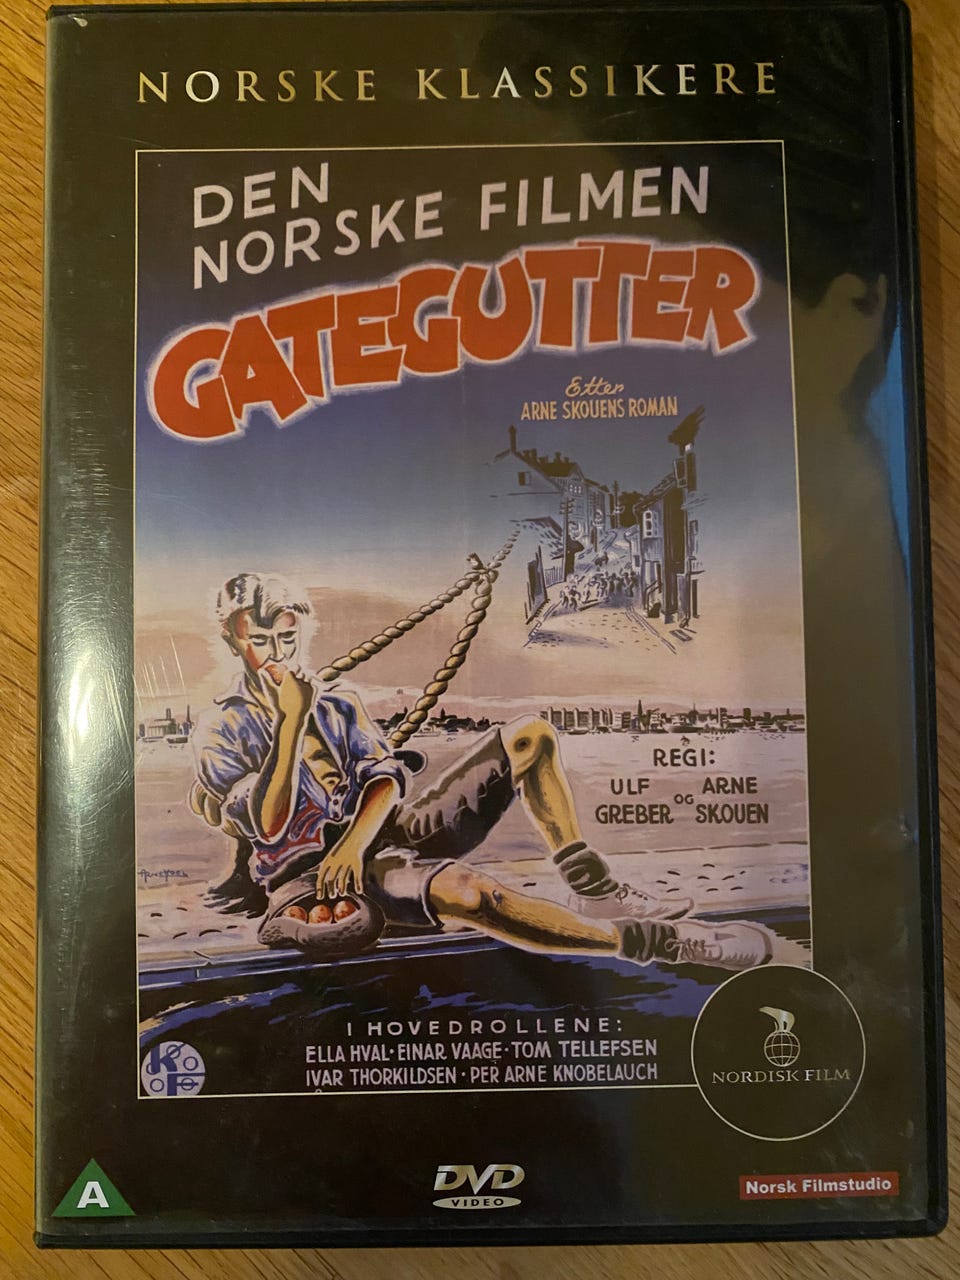 NORSKE KLASSIKERE
DEN
NORSKE FILMEN
GATEGUTTER
Etter
ARNE SKOUENS ROMAN
REGI:
ULF ARNE
GREBER OG SKOUEN
I HOVEDROLLENE:
ELLA HVAL · EINAR VAAGE · TOM TELLEFSEN
IVAR THORKILDSEN · PER ARNE KNOBELAUCH
KF
NORDISK FILM
A
DVD
VIDEO
Norsk Filmstudio